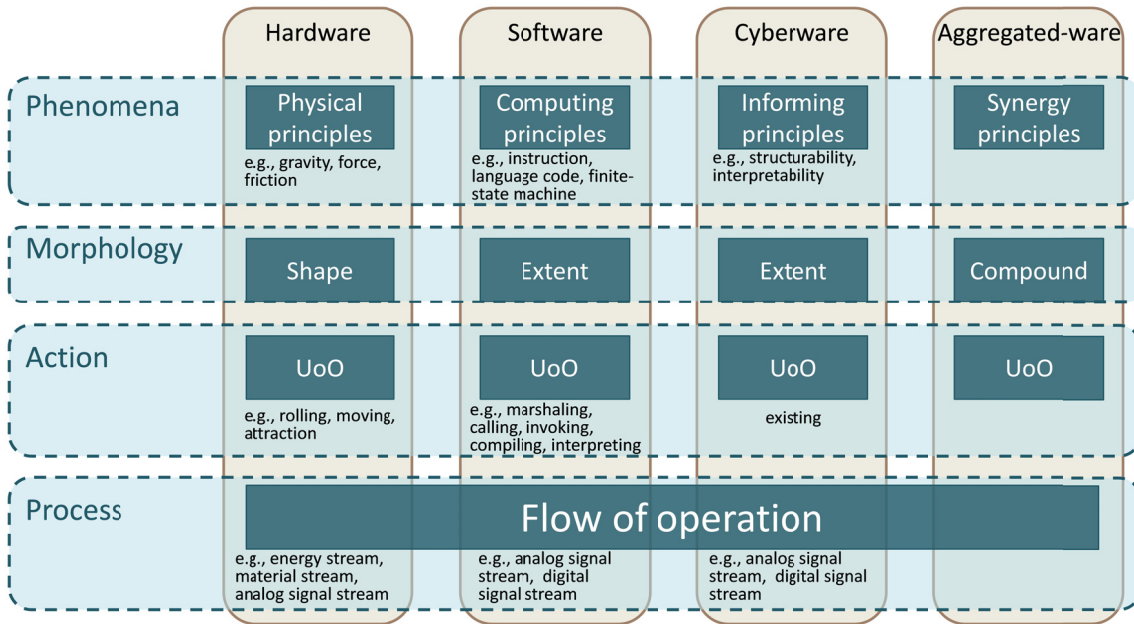 Hardware
Software
Cyberware
Aggregated-ware
Phenomena
Physical
principles
e.g., gravity, force,
friction
Computing
principles
e.g., instruction,
language code, finite-
state machine
Informing
principles
e.g., structurability,
interpretability
Synergy
principles
Morphology
Shape
Extent
Extent
Compound
Action
UoO
e.g., rolling, moving,
attraction
UoO
e.g., marshaling,
calling, invoking,
compiling, interpreting
UoO
existing
UoO
Process
Flow of operation
e.g., energy stream,
material stream,
analog signal stream
e.g., analog signal
stream, digital
signal stream
e.g., analog signal
stream, digital signal
stream